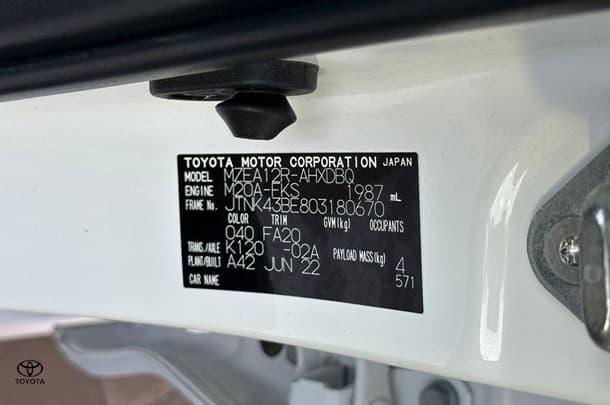 TOYOTA MOTOR CORPORATION JAPAN
MODEL MZEA12R-AHXDBQ
ENGINE M20A-FKS 1987 mL
FRAME No. JTNK43BE803180670
COLOR TRIM GVM(kg) OCCUPANTS
040 FA20
TRANS./AXLE K120 -02A PAYLOAD MASS(kg) 4
PLANT/BUILT A42 JUN 22 571
CAR NAME
TOYOTA